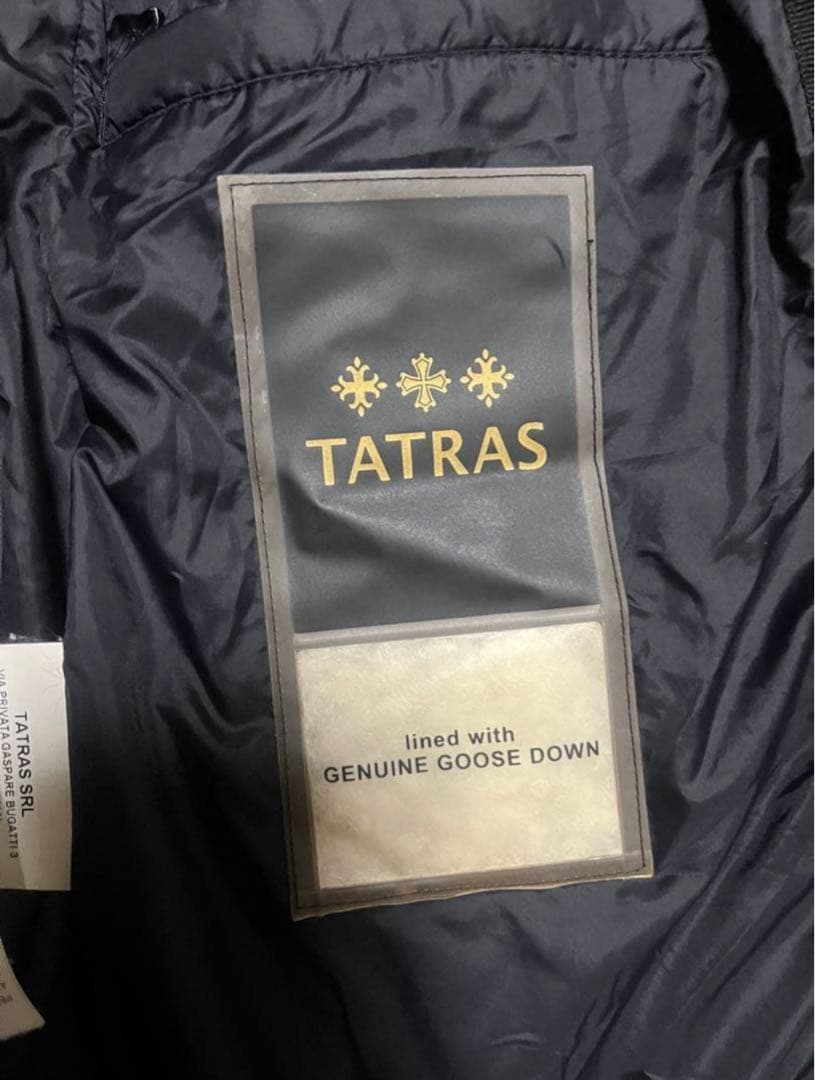 TATRAS
lined with
GENUINE GOOSE DOWN
TATRAS SRL
VIA PRIVATA GASPARE BUGATTI 3